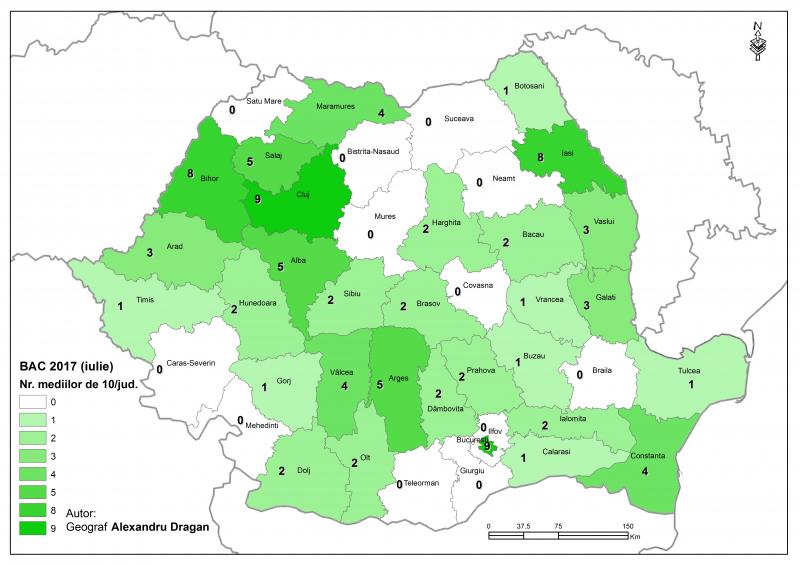 N
Botosani
1
Satu Mare
0
Maramures
4
Suceava
0
Iasi
8
Bistrita-Nasaud
0
Salaj
5
Bihor
8
Neamt
0
Cluj
9
Mures
0
Harghita
2
Vaslui
3
Bacau
2
Arad
3
Alba
5
Covasna
0
Sibiu
2
Timis
1
Hunedoara
2
Brasov
2
Vrancea
1
Galati
3
Caras-Severin
0
Gorj
1
Vâlcea
4
Arges
5
Prahova
2
Buzau
1
Braila
0
Tulcea
1
Dâmbovita
2
Mehedinti
0
Ialomita
2
Ilfov
0
Bucuresti
9
Calarasi
1
Constanta
4
Dolj
2
Olt
2
Teleorman
0
Giurgiu
0
BAC 2017 (iulie)
Nr. mediilor de 10/jud.
0
1
2
3
4
5
8
9
Autor:
Geograf Alexandru Dragan
0 37.5 75 150
Km